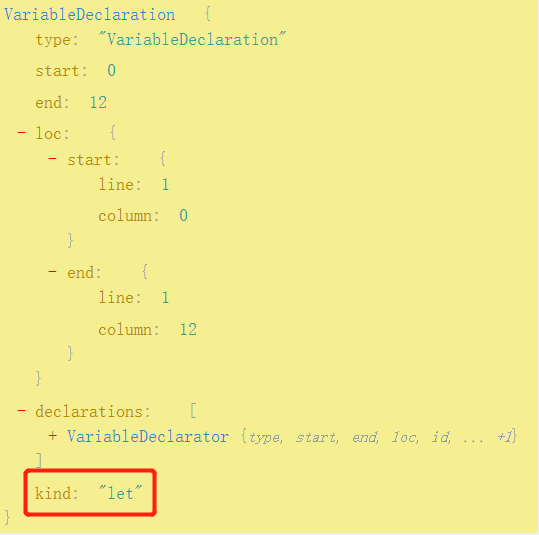 VariableDeclaration {
type: "VariableDeclaration"
start: 0
end: 12
- loc: {
- start: {
line: 1
column: 0
}
- end: {
line: 1
column: 12
}
}
- declarations: [
+ VariableDeclarator {type, start, end, loc, id, ... +1}
]
kind: "let"
}